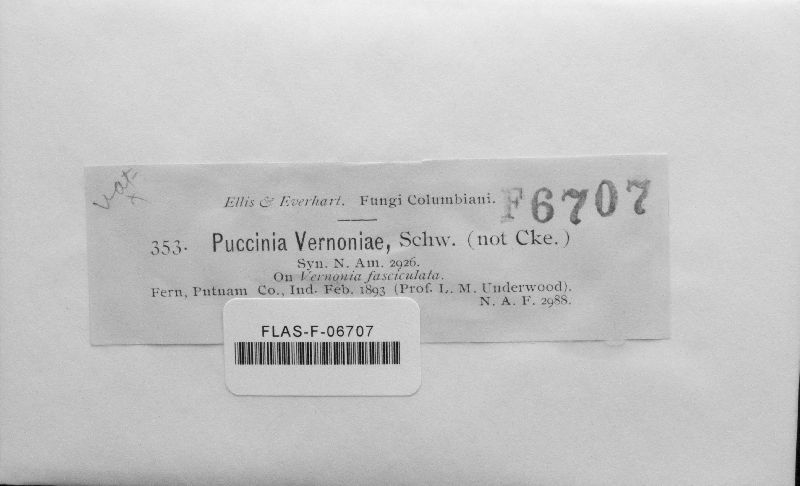 Nat.
x
Ellis & Everhart. Fungi Columbiani.
F6707
353. Puccinia Vernoniae, Schw. (not Cke.)
Syn. N. Am. 2926.
On Vernonia fasciculata.
Fern, Putnam Co., Ind. Feb. 1893 (Prof. L. M. Underwood).
N. A. F. 2988.
FLAS-F-06707